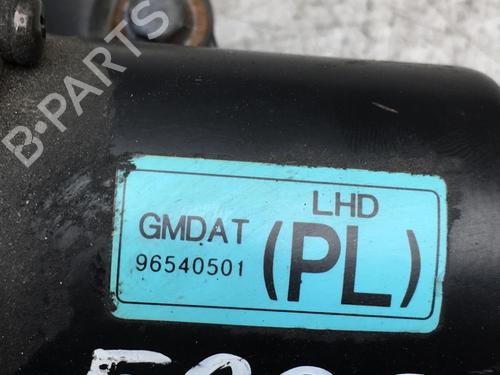 B-PARTS
LHD
GMDAT
96540501
(PL)